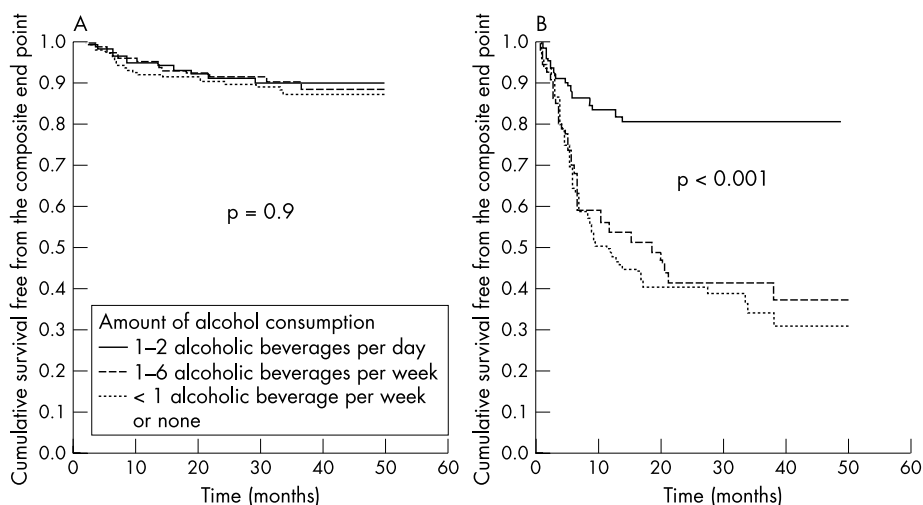 A
Cumulative survival free from the composite end point
1.0
0.9
0.8
0.7
0.6
0.5
0.4
0.3
0.2
0.1
0.0
p = 0.9
Amount of alcohol consumption
1–2 alcoholic beverages per day
1–6 alcoholic beverages per week
< 1 alcoholic beverage per week
or none
0 10 20 30 40 50 60
Time (months)
B
Cumulative survival free from the composite end point
1.0
0.9
0.8
0.7
0.6
0.5
0.4
0.3
0.2
0.1
0.0
p < 0.001
0 10 20 30 40 50 60
Time (months)